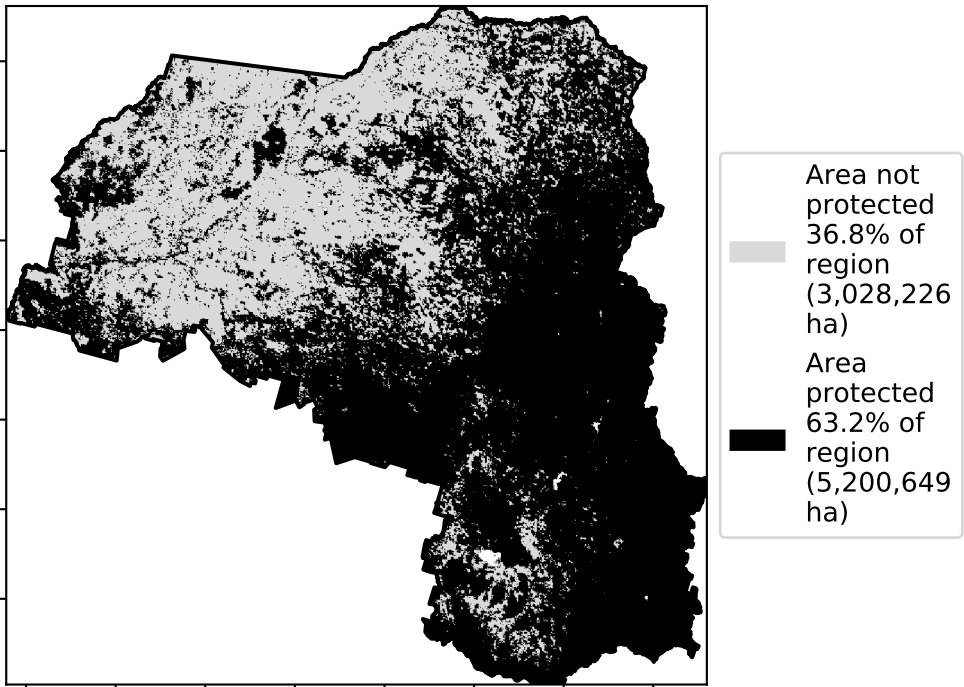 Area not
protected
36.8% of
region
(3,028,226
ha)
Area
protected
63.2% of
region
(5,200,649
ha)